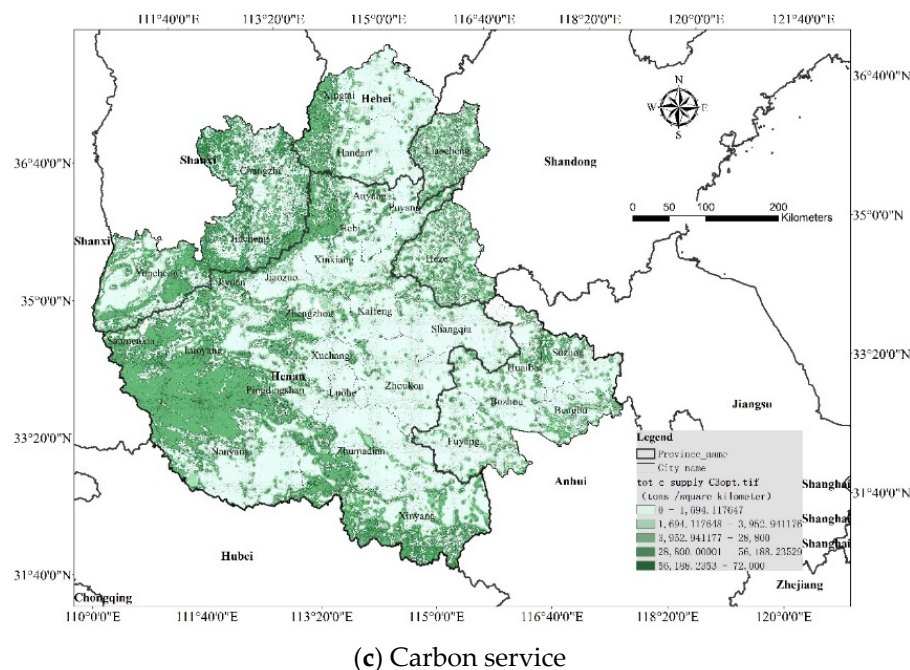 111°40'0"E 113°20'0"E 115°0'0"E 116°40'0"E 118°20'0"E 120°0'0"E 121°40'0"E
36°40'0"N
35°0'0"N
33°20'0"N
31°40'0"N
36°40'0"N
35°0'0"N
33°20'0"N
31°40'0"N
N
W E
S
Xingtai
Hebei
Handan
Liaocheng
Shandong
Shanxi
Changzhi
Anyang
Puyang
Hebi
Jincheng
Heze
Shanxi
Yuncheng
Jiyuan
Jiaozuo
Xinxiang
0 50 100 200
Kilometers
Zhengzhou
Kaifeng
Shangqiu
Sanmenxia
Luoyang
Xuchang
Suzhou
Huaibei
Henan
Pingdingshan
Luohe
Zhoukou
Bozhou
Bengbu
Jiangsu
Fuyang
Nanyang
Zhumadian
Xinyang
Anhui
Hubei
Chongqing
Shanghai
Shanghai
Shanghai
Zhejiang
Legend
Province_name
City name
tot c supply C3opt.tif
(tons /square kilometer)
0 - 1,694.117647
1,694.117648 - 3,952.941176
3,952.941177 - 28,800
28,800.00001 - 56,188.23529
56,188.2353 - 72,000
110°0'0"E 111°40'0"E 113°20'0"E 115°0'0"E 116°40'0"E 118°20'0"E 120°0'0"E
(c) Carbon service